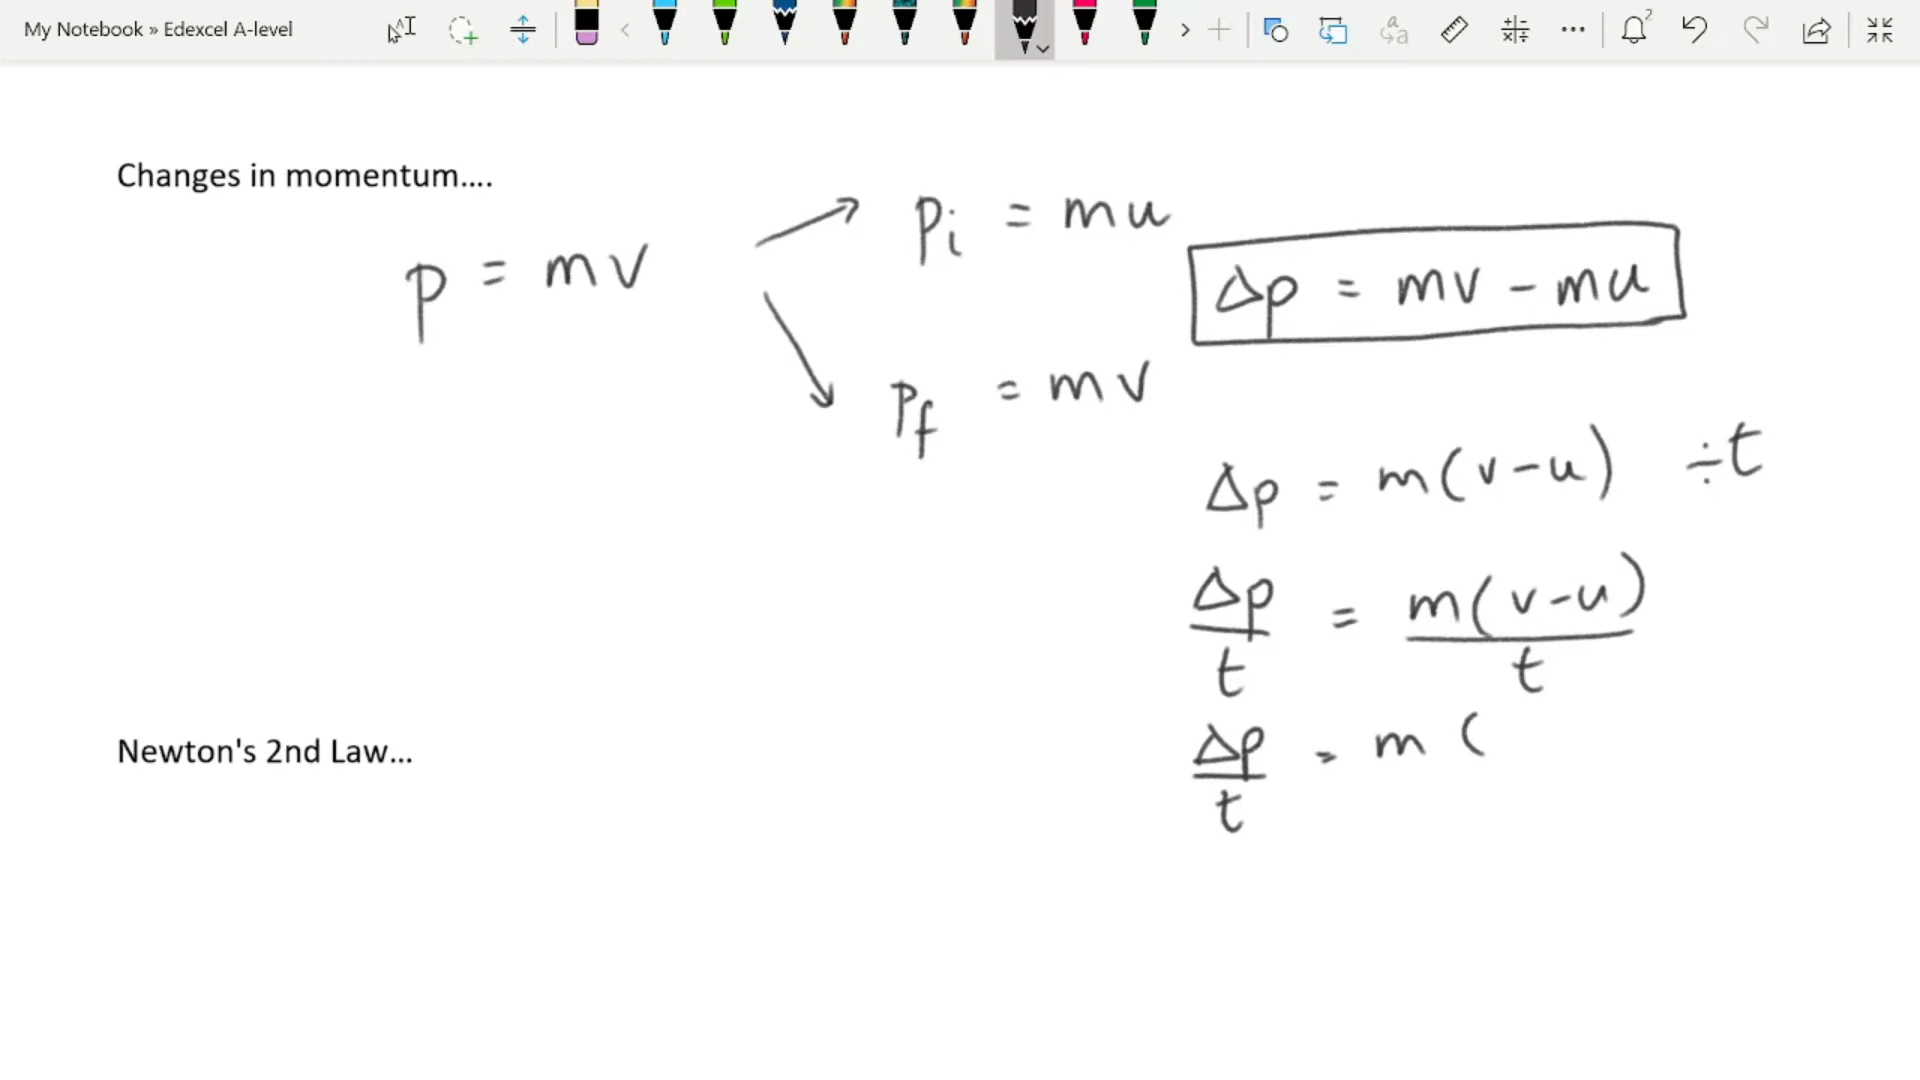 My Notebook » Edexcel A-level
Changes in momentum....
p = mv
pi = mu
Δp = mv - mu
pf = mv
Δp = m(v-u) ÷t
Δp/t = m(v-u)/t
Newton's 2nd Law...
Δp/t = m (